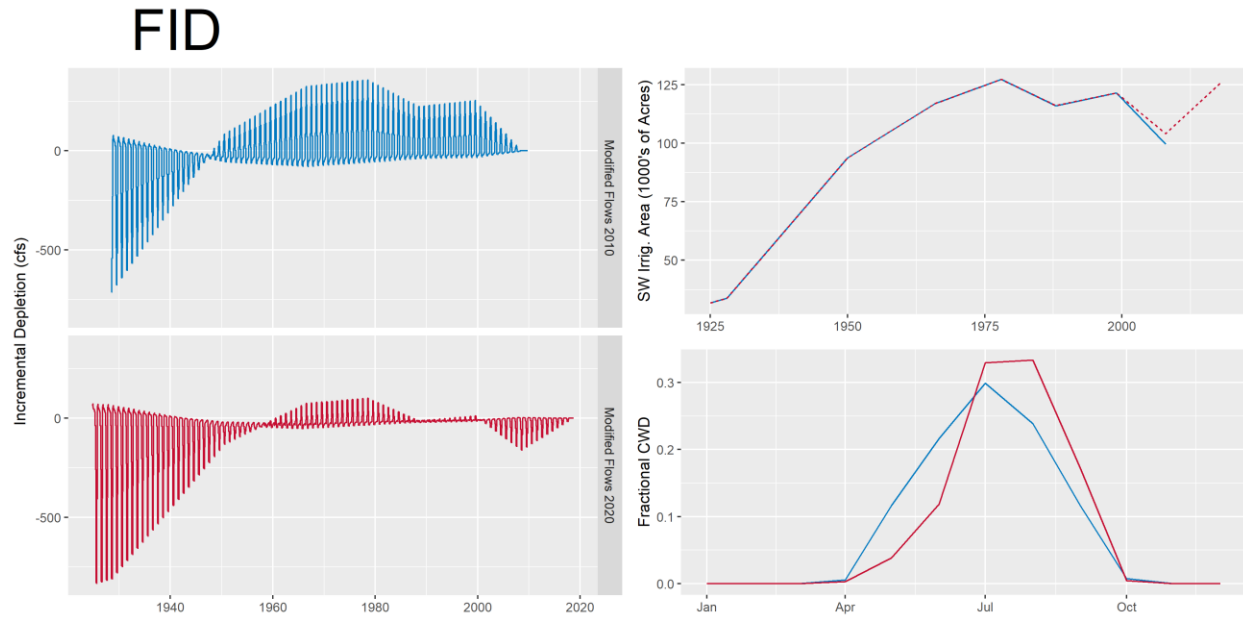 FID
Incremental Depletion (cfs)
0
-500
Modified Flows 2010
0
-500
Modified Flows 2020
1940
1960
1980
2000
2020
SW Irrig. Area (1000's of Acres)
125
100
75
50
1925
1950
1975
2000
Fractional CWD
0.3
0.2
0.1
0.0
Jan
Apr
Jul
Oct